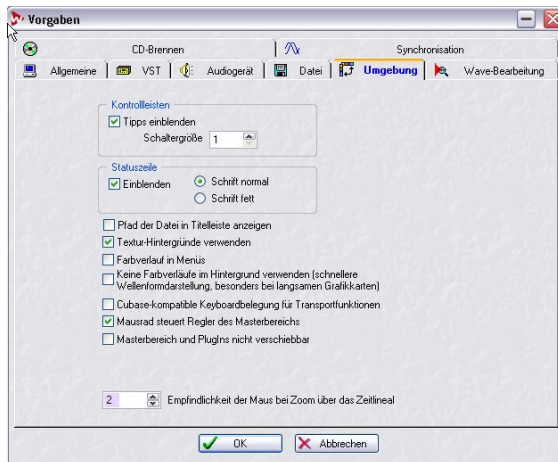 Vorgaben
CD-Brennen
Synchronisation
Allgemeine
VST
Audiogerät
Datei
Umgebung
Wave-Bearbeitung
Kontrollleisten
Tipps einblenden
Schaltergröße 1
Statuszeile
Einblenden
Schrift normal
Schrift fett
Pfad der Datei in Titelleiste anzeigen
Textur-Hintergründe verwenden
Farbverlauf in Menüs
Keine Farbverläufe im Hintergrund verwenden (schnellere
Wellenformdarstellung, besonders bei langsamen Grafikkarten)
Cubase-kompatible Keyboardbelegung für Transportfunktionen
Mausrad steuert Regler des Masterbereichs
Masterbereich und PlugIns nicht verschiebbar
2 Empfindlichkeit der Maus bei Zoom über das Zeitlineal
OK
Abbrechen